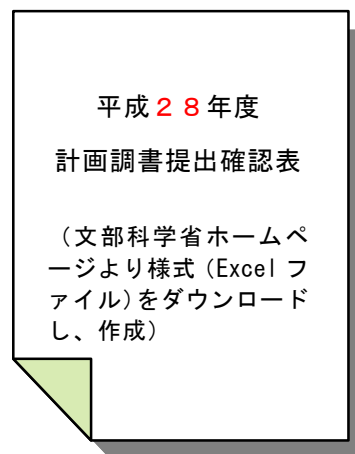 平成２８年度
計画調書提出確認表
（文部科学省ホームペ
ージより様式(Excel フ
ァイル)をダウンロード
し、作成）